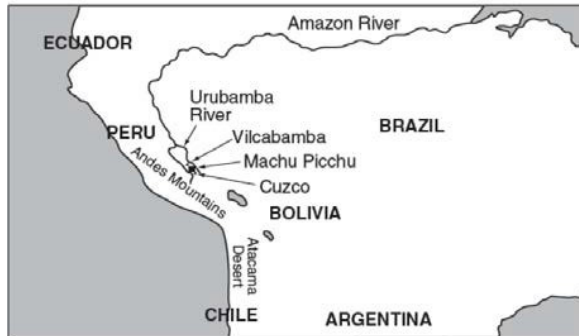 Amazon River
ECUADOR
Urubamba
River
PERU
Vilcabamba
BRAZIL
Machu Picchu
Andes Mountains
Cuzco
BOLIVIA
Atacama
Desert
CHILE
ARGENTINA